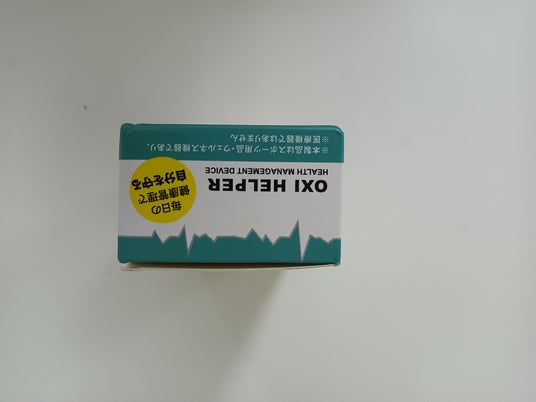 毎日の
健康管理で
自分を守る
OXI HELPER
HEALTH MANAGEMENT DEVICE
※本製品はスポーツ用品・ウェルネス機器であり、
※医療機器ではありません